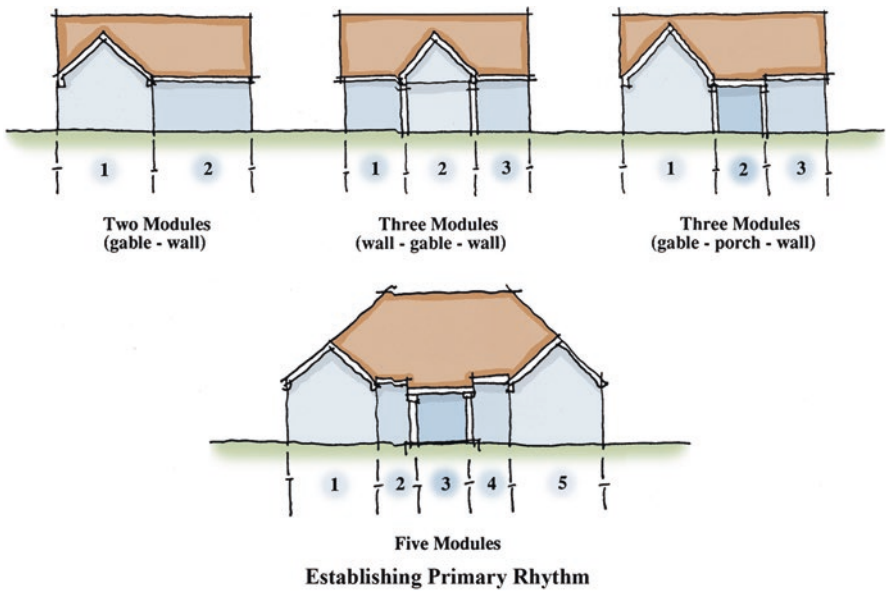 1 2
Two Modules
(gable - wall)
1 2 3
Three Modules
(wall - gable - wall)
1 2 3
Three Modules
(gable - porch - wall)
1 2 3 4 5
Five Modules
Establishing Primary Rhythm